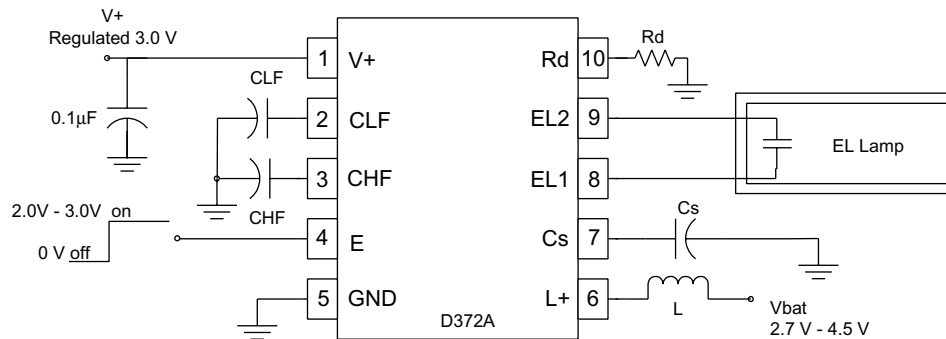 V+
Regulated 3.0 V
0.1µF
CLF
CHF
2.0V - 3.0V on
0 V off
1 V+
2 CLF
3 CHF
4 E
5 GND
Rd 10
EL2 9
EL1 8
Cs 7
L+ 6
D372A
Rd
EL Lamp
Cs
L
Vbat
2.7 V - 4.5 V